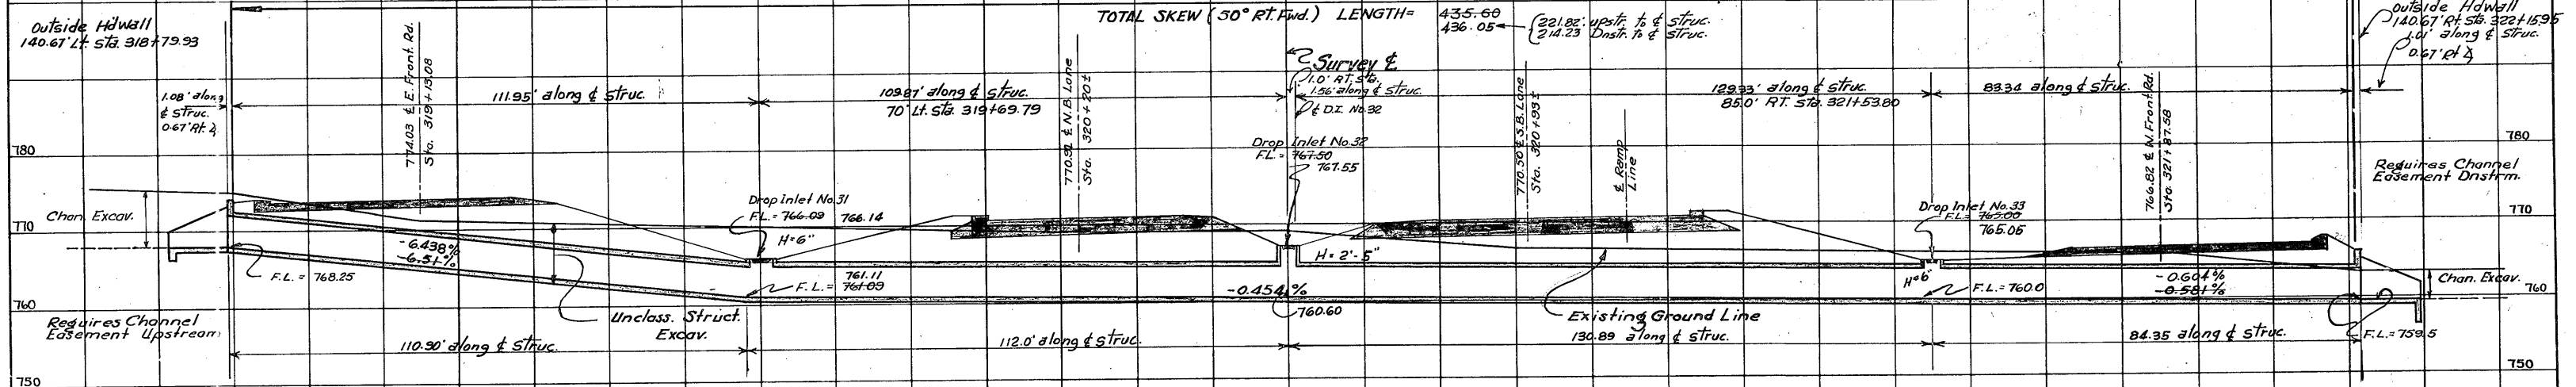 TOTAL SKEW (30° RT. Fwd.) LENGTH= 435.60
436.05
221.82' upstr. to ¢ struc.
214.23 Dnstr. to ¢ struc.
Outside Hdwall
140.67' Lt. Sta. 318+79.93
Outside Hdwall
140.67' Rt. Sta. 322+15.95
1.01' along ¢ struc.
0.67' Rt ∠
774.03 ¢ E. Front. Rd.
Sta. 319+13.08
770.91 ¢ N.B. Lane
Sta. 320+20±
Survey ¢
1.0' RT. Sta.
1.56' along ¢ struc.
¢ D.I. No.32
770.50 ¢ S.B. Lane
Sta. 320+93±
¢ Ramp
Line
766.82 ¢ N. Front. Rd.
Sta. 321+87.58
1.08' along
¢ struc.
0.67' Rt. ∠
111.95' along ¢ struc.
109.87' along ¢ struc.
70' Lt. Sta. 319+69.79
129.33' along ¢ struc.
85.0' RT. Sta. 321+53.80
83.34 along ¢ struc.
780
780
Drop Inlet No.32
F.L. = 767.50
767.55
Requires Channel
Easement Dnstrm.
Chan. Excav.
Drop Inlet No.31
F.L. = 766.09 766.14
H=6"
Drop Inlet No.33
F.L. = 765.00
765.05
770
770
-6.438%
-6.51%
H= 2'-5"
H=6"
-0.604%
-0.581%
Chan. Excav.
F.L. = 768.25
761.11
F.L. = 761.09
-0.454%
F.L. = 760.0
760
760
760.60
Unclass. Struct.
Excav.
Existing Ground Line
Requires Channel
Easement Upstream
F.L. = 759.5
110.90' along ¢ struc.
112.0' along ¢ struc.
130.89 along ¢ struc.
84.35 along ¢ struc.
750
750